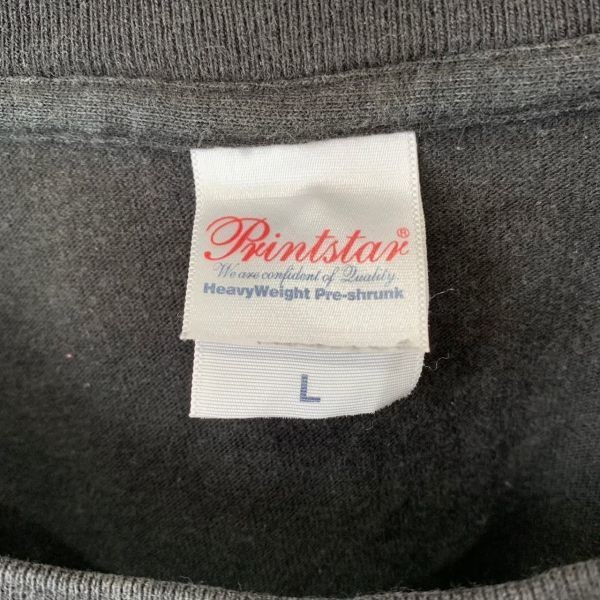 Printstar®
We are confident of Quality.
HeavyWeight Pre-shrunk
L